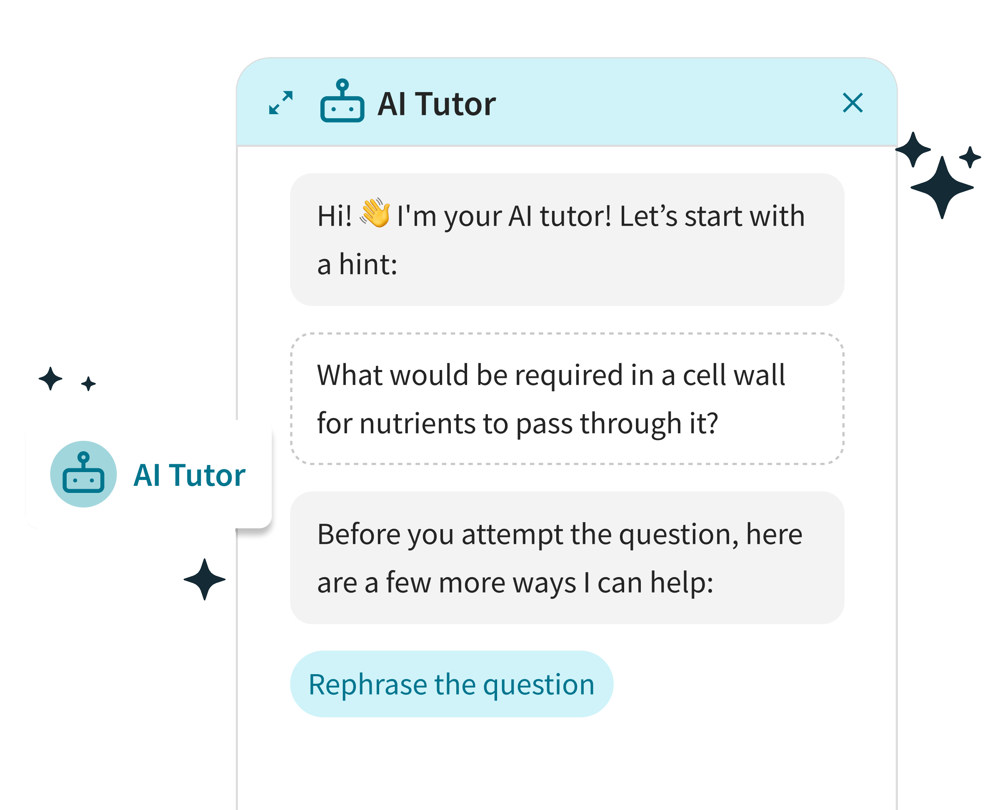 AI Tutor
Hi! 👋 I'm your AI tutor! Let’s start with
a hint:
What would be required in a cell wall
for nutrients to pass through it?
AI Tutor
Before you attempt the question, here
are a few more ways I can help:
Rephrase the question